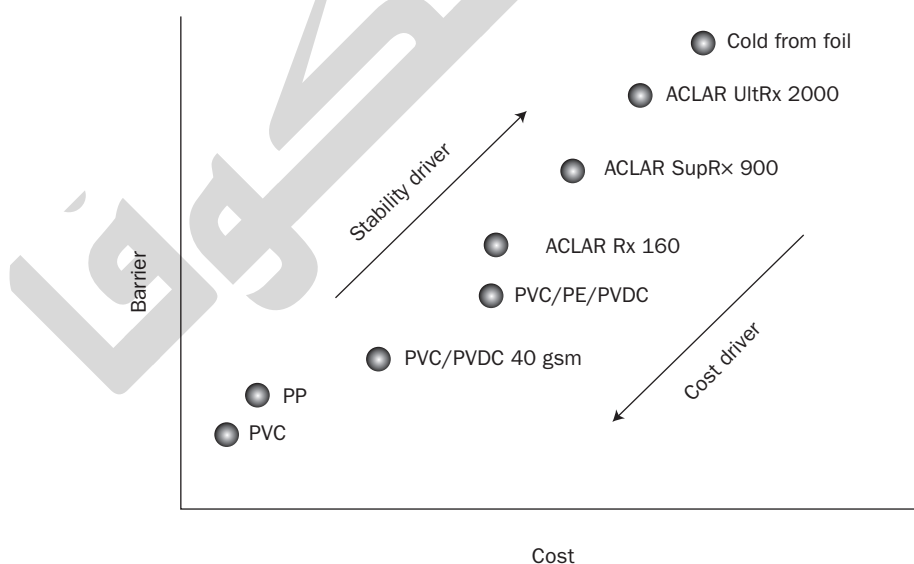 Cold from foil
ACLAR UltRx 2000
ACLAR SupR× 900
Stability driver
ACLAR Rx 160
Barrier
PVC/PE/PVDC
Cost driver
PVC/PVDC 40 gsm
PP
PVC
Cost